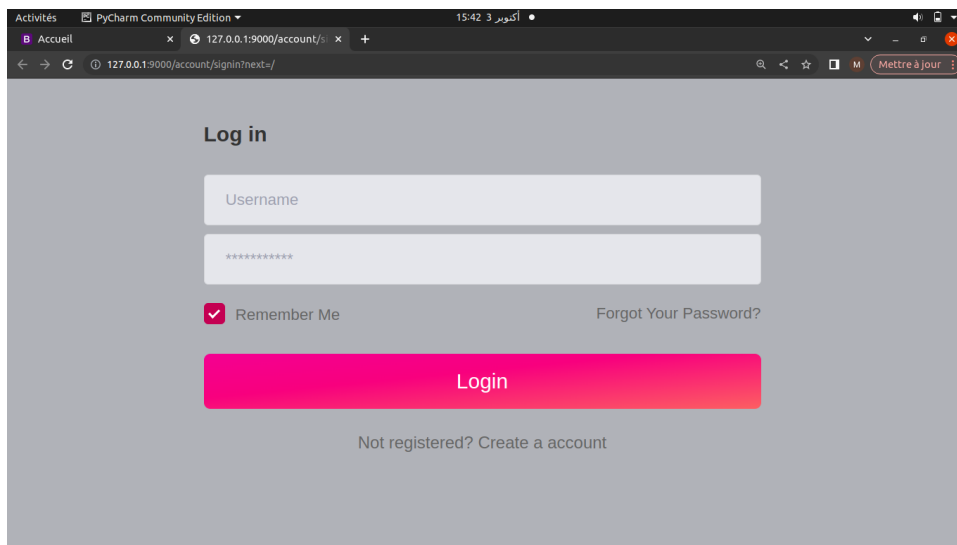 Activités PyCharm Community Edition 15:42 3 أكتوبر
B Accueil 127.0.0.1:9000/account/si
127.0.0.1:9000/account/signin?next=/ M Mettre à jour
Log in
Username
***********
Remember Me Forgot Your Password?
Login
Not registered? Create a account